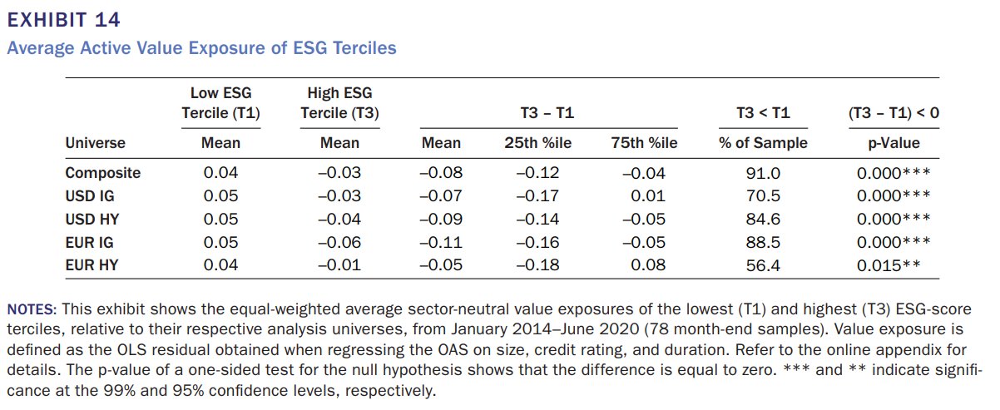 EXHIBIT 14
Average Active Value Exposure of ESG Terciles
Low ESG Tercile (T1) High ESG Tercile (T3) T3 – T1 T3 < T1 (T3 – T1) < 0
Universe Mean Mean Mean 25th %ile 75th %ile % of Sample p-Value
Composite 0.04 –0.03 –0.08 –0.12 –0.04 91.0 0.000***
USD IG 0.05 –0.03 –0.07 –0.17 0.01 70.5 0.000***
USD HY 0.05 –0.04 –0.09 –0.14 –0.05 84.6 0.000***
EUR IG 0.05 –0.06 –0.11 –0.16 –0.05 88.5 0.000***
EUR HY 0.04 –0.01 –0.05 –0.18 0.08 56.4 0.015**
NOTES: This exhibit shows the equal-weighted average sector-neutral value exposures of the lowest (T1) and highest (T3) ESG-score
terciles, relative to their respective analysis universes, from January 2014–June 2020 (78 month-end samples). Value exposure is
defined as the OLS residual obtained when regressing the OAS on size, credit rating, and duration. Refer to the online appendix for
details. The p-value of a one-sided test for the null hypothesis shows that the difference is equal to zero. *** and ** indicate signifi-
cance at the 99% and 95% confidence levels, respectively.